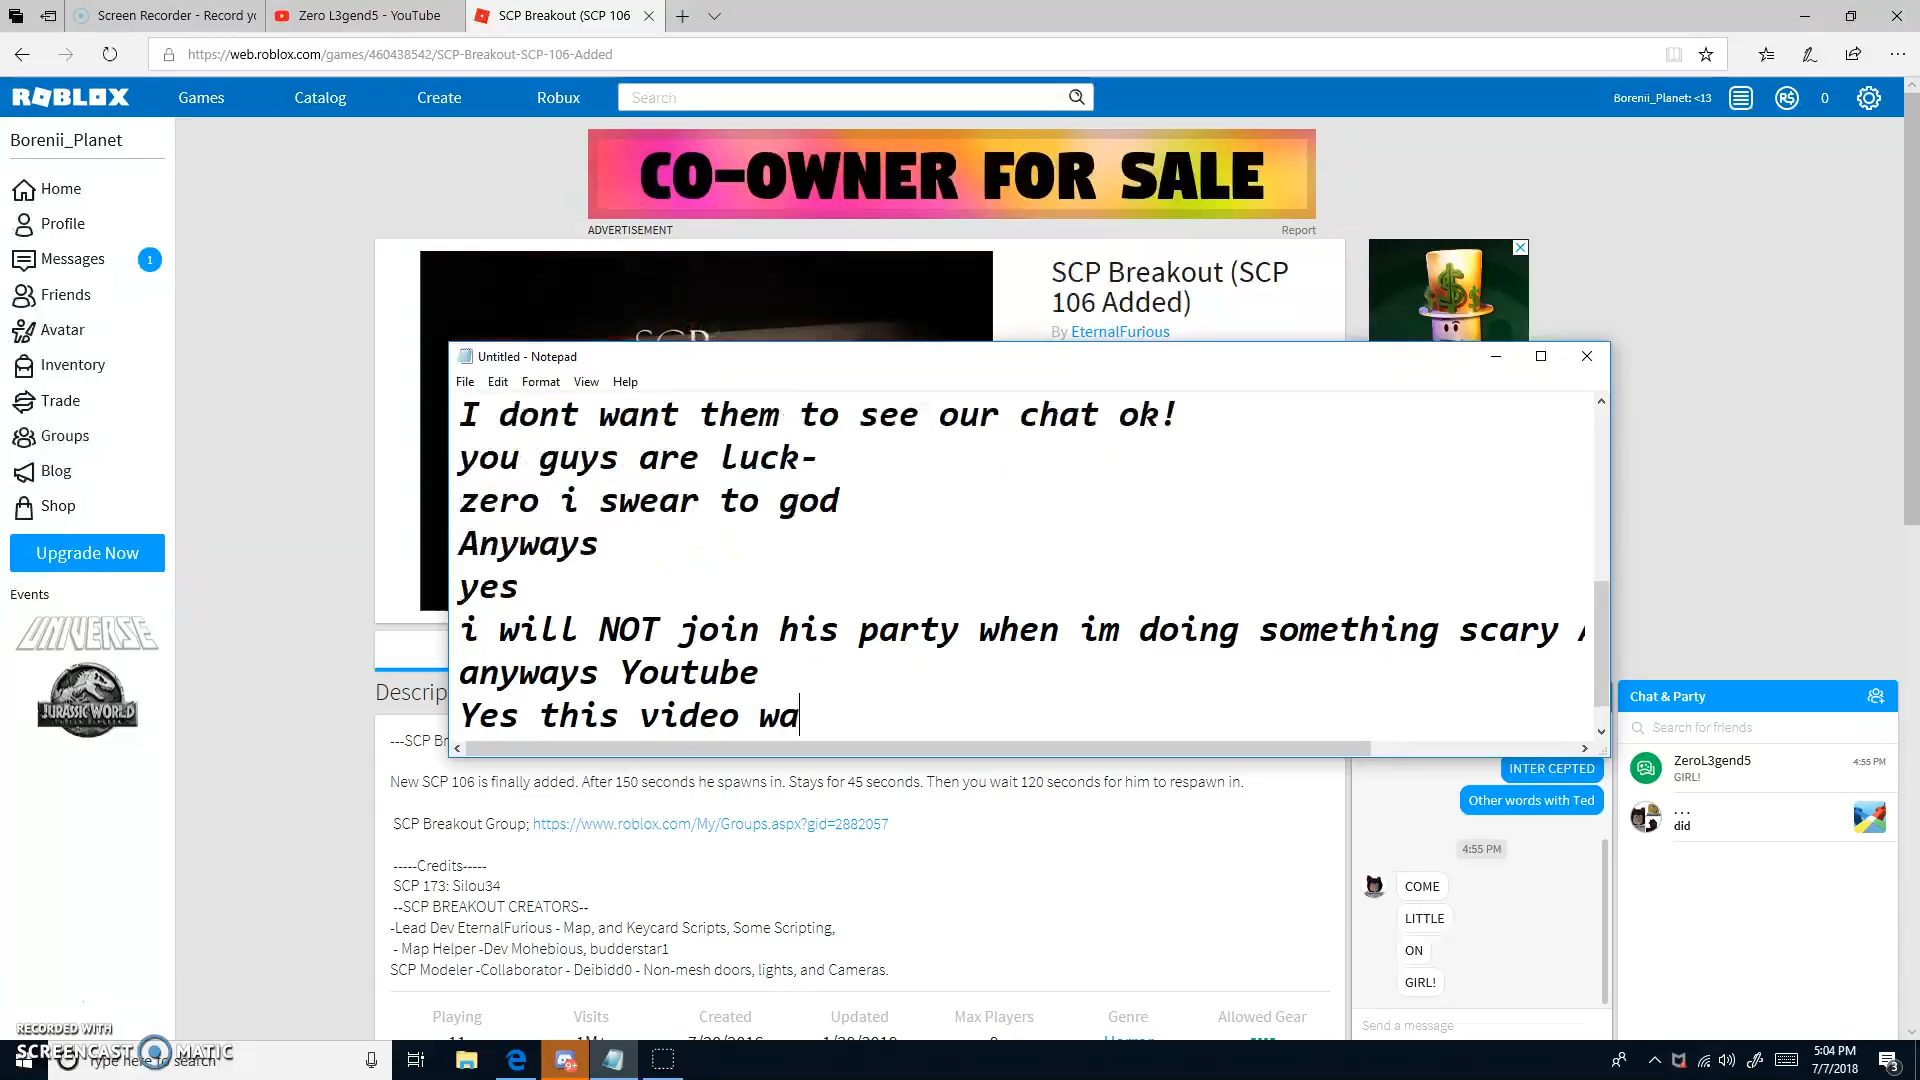 Screen Recorder - Record yo
Zero L3gend5 - YouTube
SCP Breakout (SCP 106
https://web.roblox.com/games/460438542/SCP-Breakout-SCP-106-Added
ROBLOX
Games
Catalog
Create
Robux
Search
Borenii_Planet: <13
R$
0
Borenii_Planet
Home
Profile
Messages
1
Friends
Avatar
Inventory
Trade
Groups
Blog
Shop
Upgrade Now
Events
UNIVERSE
JURASSIC WORLD
CO-OWNER FOR SALE
ADVERTISEMENT
Report
SCP Breakout (SCP
106 Added)
By EternalFurious
Untitled - Notepad
File
Edit
Format
View
Help
I dont want them to see our chat ok!
you guys are luck-
zero i swear to god
Anyways
yes
i will NOT join his party when im doing something scary
anyways Youtube
Yes this video wa
Descrip
---SCP Br
New SCP 106 is finally added. After 150 seconds he spawns in. Stays for 45 seconds. Then you wait 120 seconds for him to respawn in.
SCP Breakout Group; https://www.roblox.com/My/Groups.aspx?gid=2882057
-----Credits-----
SCP 173: Silou34
--SCP BREAKOUT CREATORS--
-Lead Dev EternalFurious - Map, and Keycard Scripts, Some Scripting,
- Map Helper -Dev Mohebious, budderstar1
SCP Modeler -Collaborator - Deibidd0 - Non-mesh doors, lights, and Cameras.
Playing
Visits
Created
Updated
Max Players
Genre
Allowed Gear
INTER CEPTED
Other words with Ted
4:55 PM
COME
LITTLE
ON
GIRL!
Send a message
Chat & Party
Search for friends
ZeroL3gend5
4:55 PM
GIRL!
...
did
RECORDED WITH
SCREENCAST MATIC
Type here to search
9+
5:04 PM
7/7/2018
3